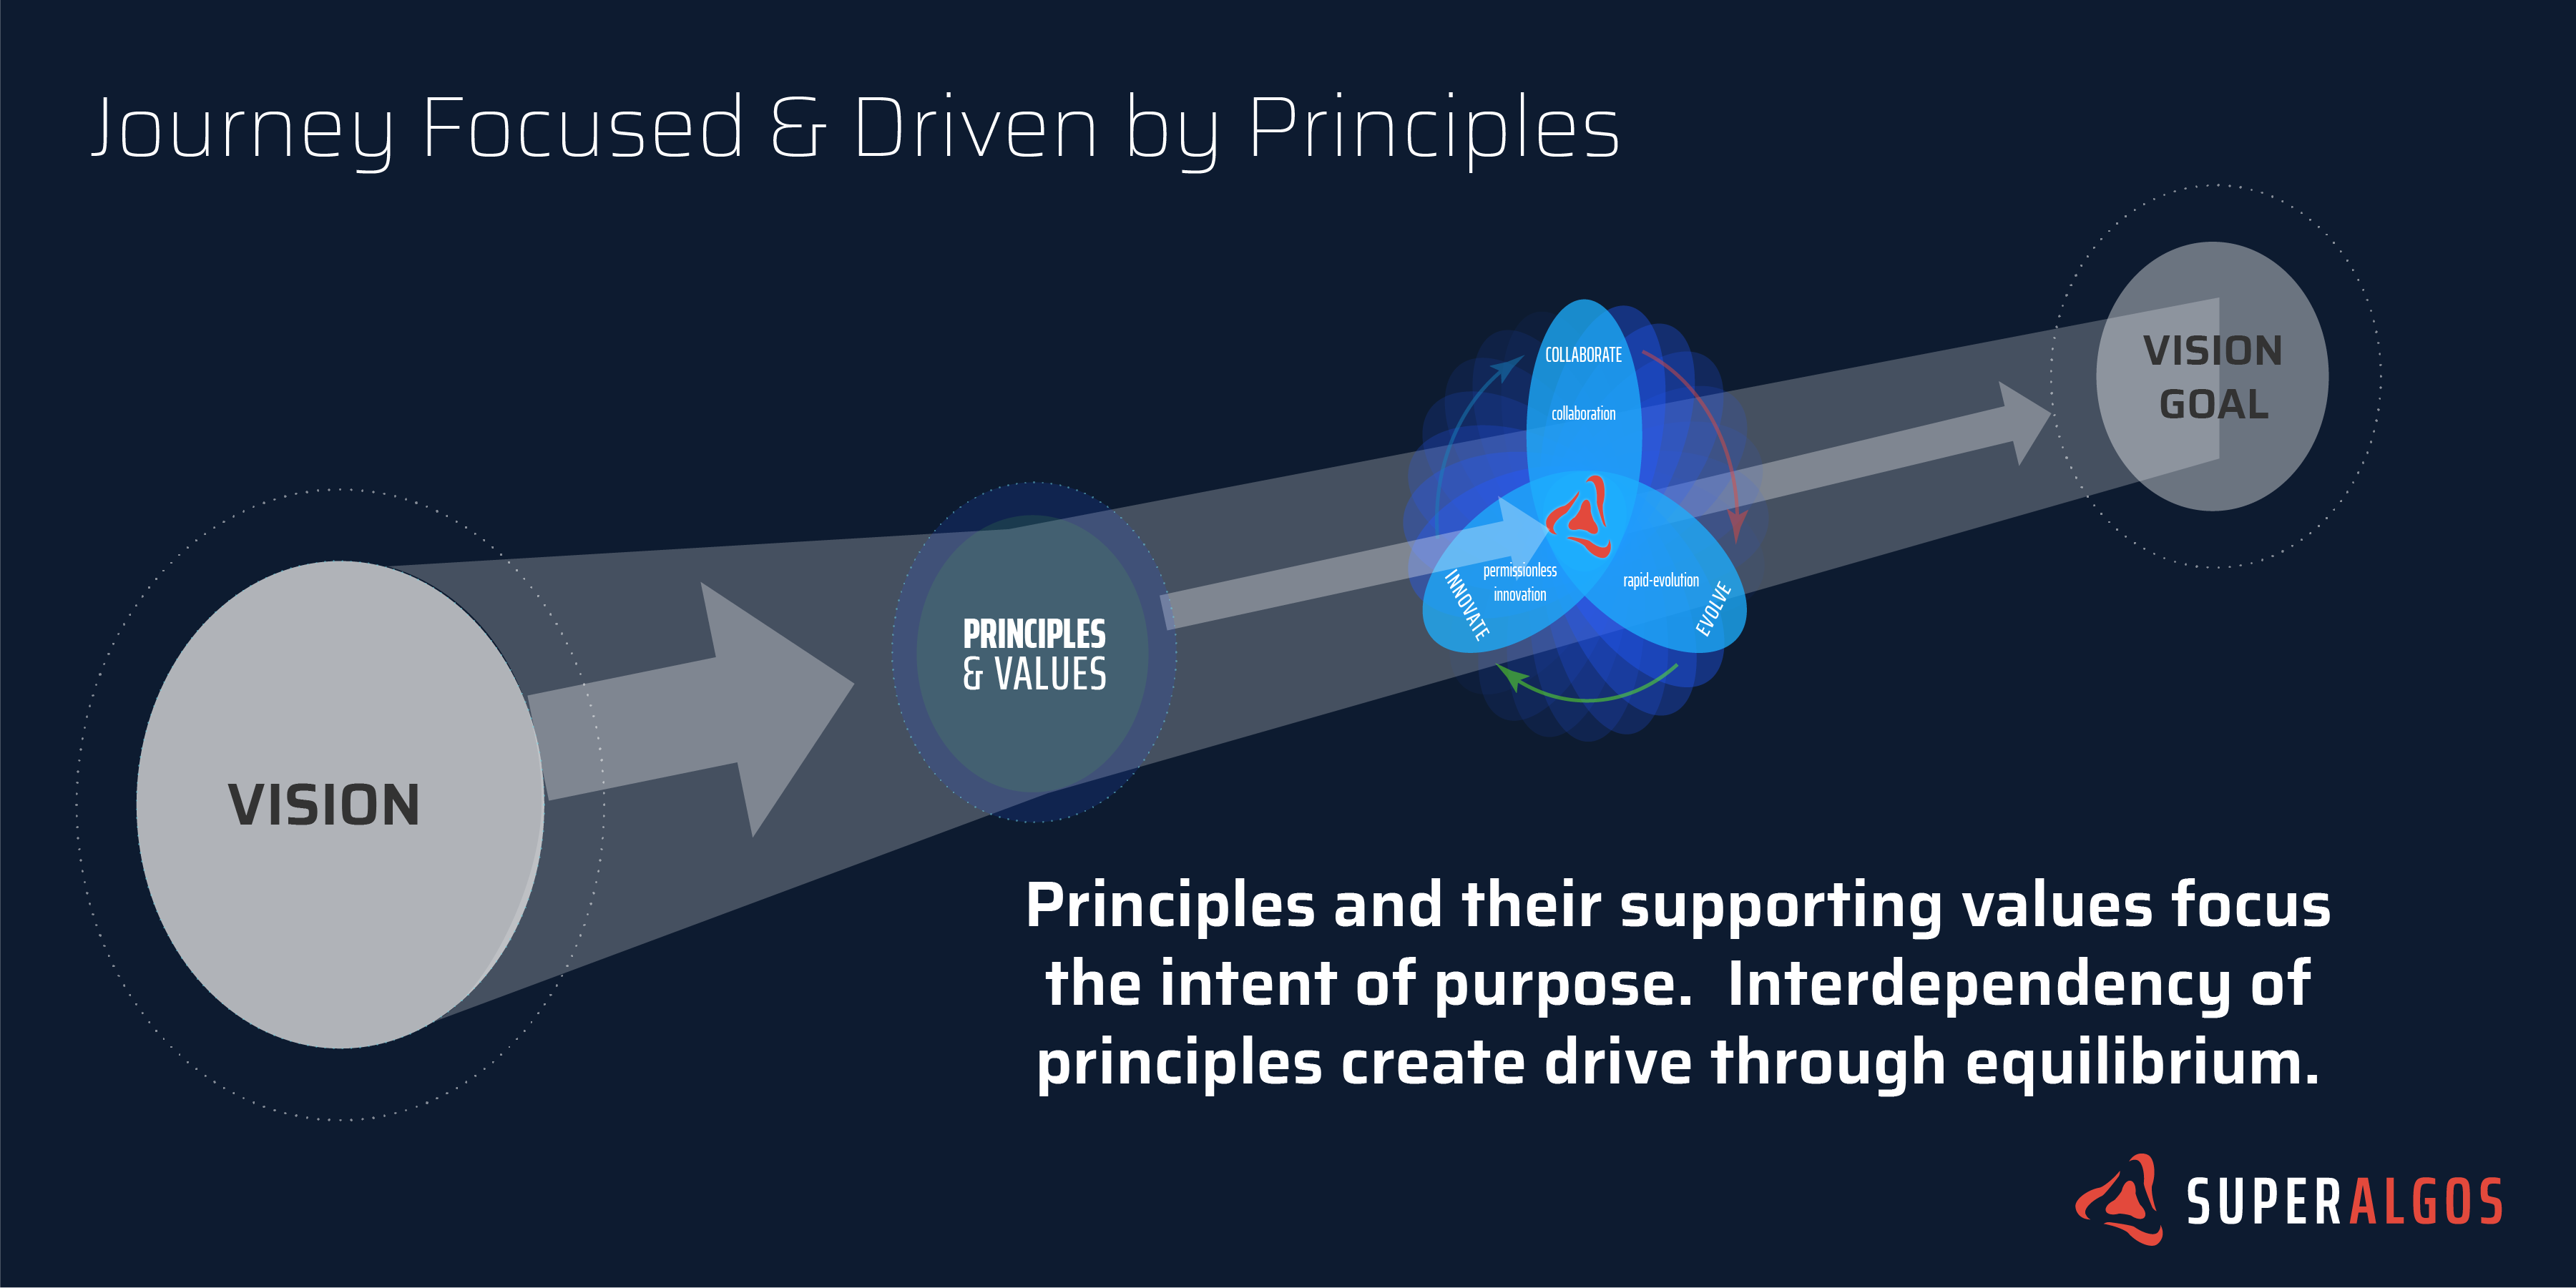 Journey Focused & Driven by Principles
VISION
PRINCIPLES
& VALUES
COLLABORATE
collaboration
INNOVATE
permissionless
innovation
rapid-evolution
EVOLVE
VISION
GOAL
Principles and their supporting values focus
the intent of purpose.  Interdependency of
principles create drive through equilibrium.
SUPERALGOS